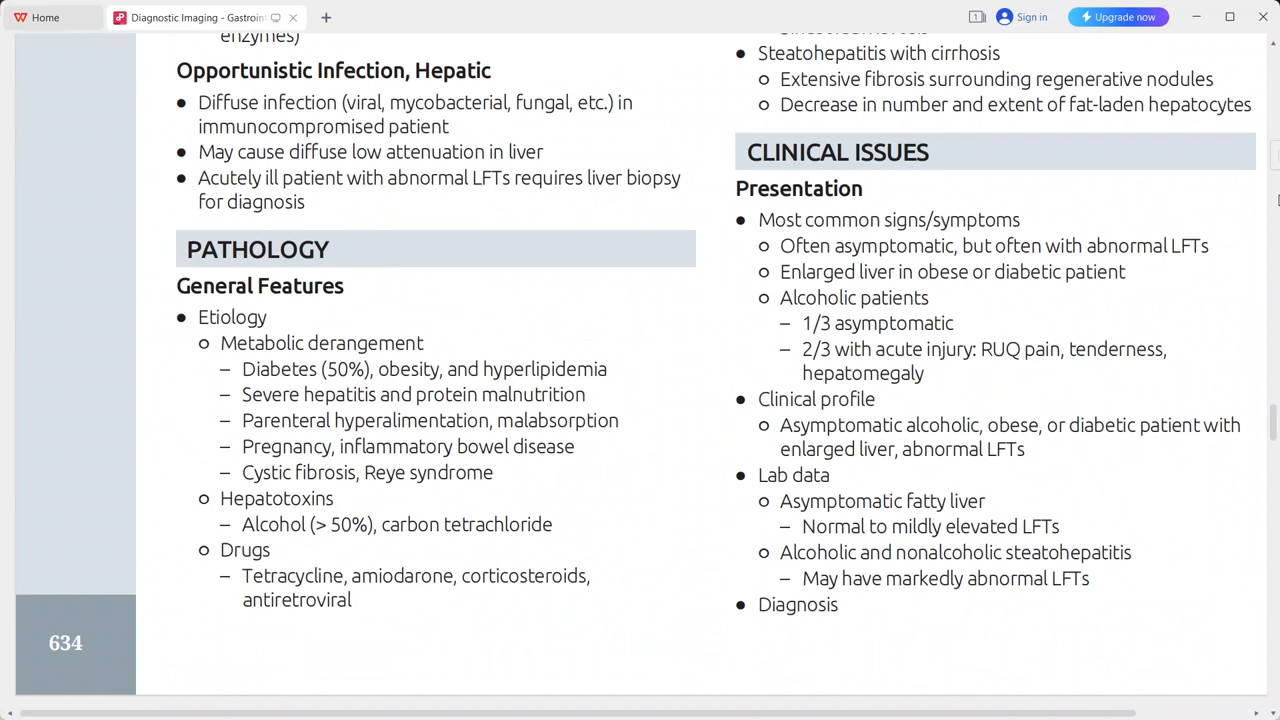 Home
Diagnostic Imaging - Gastroint
Sign in
Upgrade now
enzymes)
Opportunistic Infection, Hepatic
● Diffuse infection (viral, mycobacterial, fungal, etc.) in
immunocompromised patient
● May cause diffuse low attenuation in liver
● Acutely ill patient with abnormal LFTs requires liver biopsy
for diagnosis
PATHOLOGY
General Features
● Etiology
o Metabolic derangement
– Diabetes (50%), obesity, and hyperlipidemia
– Severe hepatitis and protein malnutrition
– Parenteral hyperalimentation, malabsorption
– Pregnancy, inflammatory bowel disease
– Cystic fibrosis, Reye syndrome
o Hepatotoxins
– Alcohol (> 50%), carbon tetrachloride
o Drugs
– Tetracycline, amiodarone, corticosteroids,
antiretroviral
634
● Steatohepatitis with cirrhosis
o Extensive fibrosis surrounding regenerative nodules
o Decrease in number and extent of fat-laden hepatocytes
CLINICAL ISSUES
Presentation
● Most common signs/symptoms
o Often asymptomatic, but often with abnormal LFTs
o Enlarged liver in obese or diabetic patient
o Alcoholic patients
– 1/3 asymptomatic
– 2/3 with acute injury: RUQ pain, tenderness,
hepatomegaly
● Clinical profile
o Asymptomatic alcoholic, obese, or diabetic patient with
enlarged liver, abnormal LFTs
● Lab data
o Asymptomatic fatty liver
– Normal to mildly elevated LFTs
o Alcoholic and nonalcoholic steatohepatitis
– May have markedly abnormal LFTs
● Diagnosis